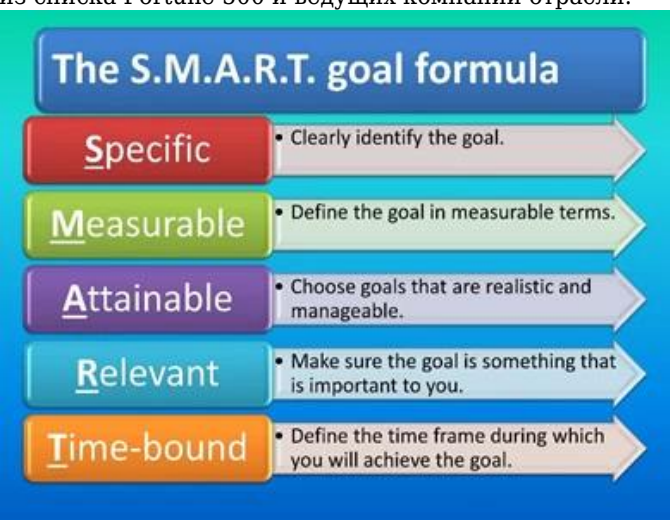 из списка Fortune 500 и ведущих компаний отрасли.
The S.M.A.R.T. goal formula
Specific
• Clearly identify the goal.
Measurable
• Define the goal in measurable terms.
Attainable
• Choose goals that are realistic and
manageable.
Relevant
• Make sure the goal is something that
is important to you.
Time-bound
• Define the time frame during which
you will achieve the goal.